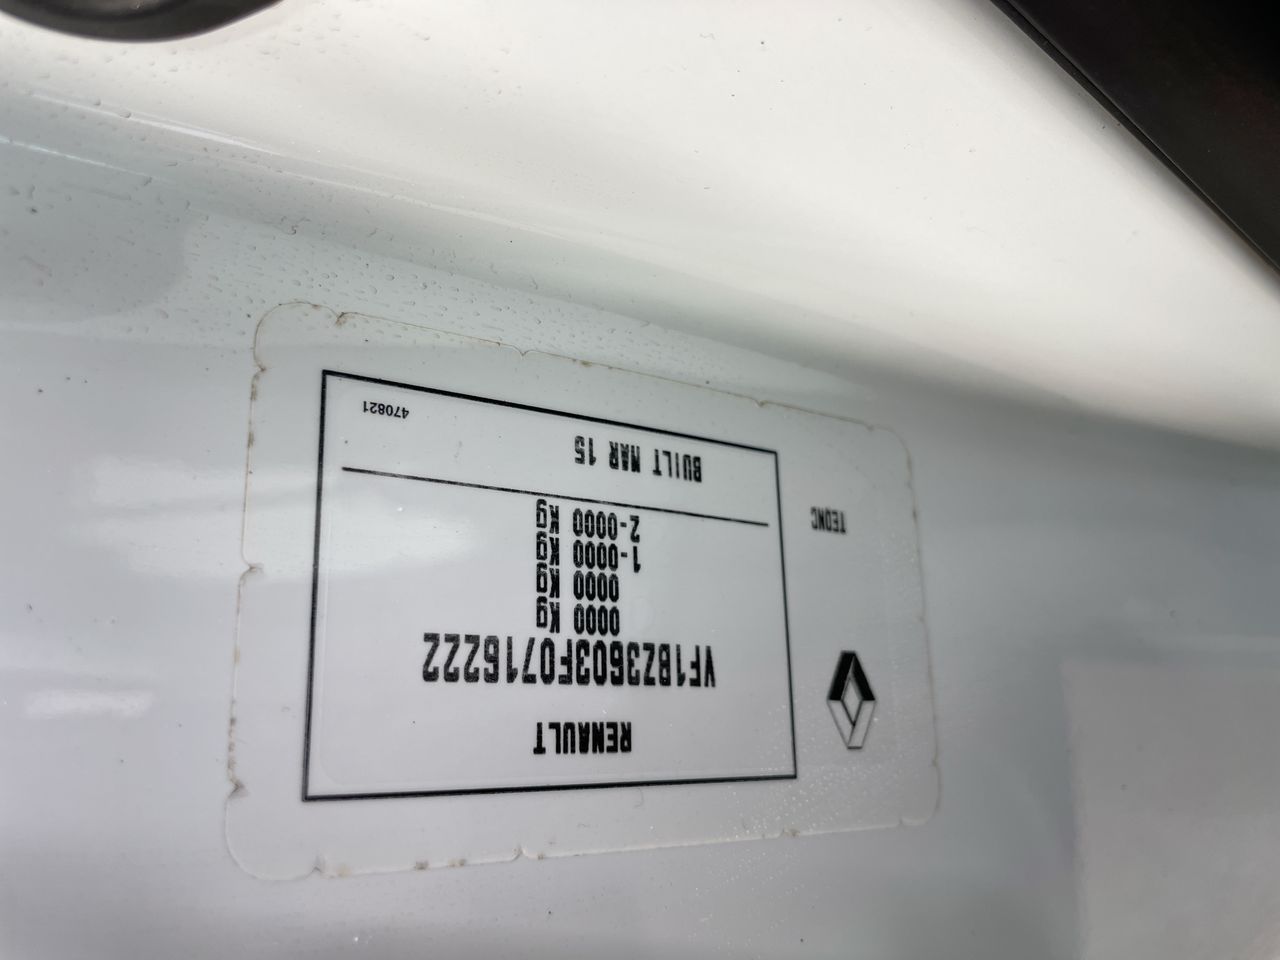 RENAULT
VF1BZ3603F0716222
0000 Kg
0000 Kg
1-0000 Kg
2-0000 Kg
BUILT MAR 15
470821
TEONC